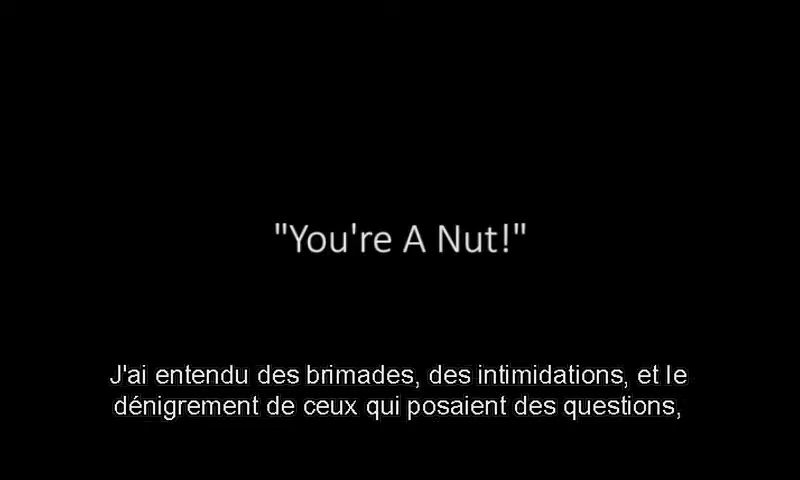 "You're A Nut!"
J'ai entendu des brimades, des intimidations, et le
dénigrement de ceux qui posaient des questions,